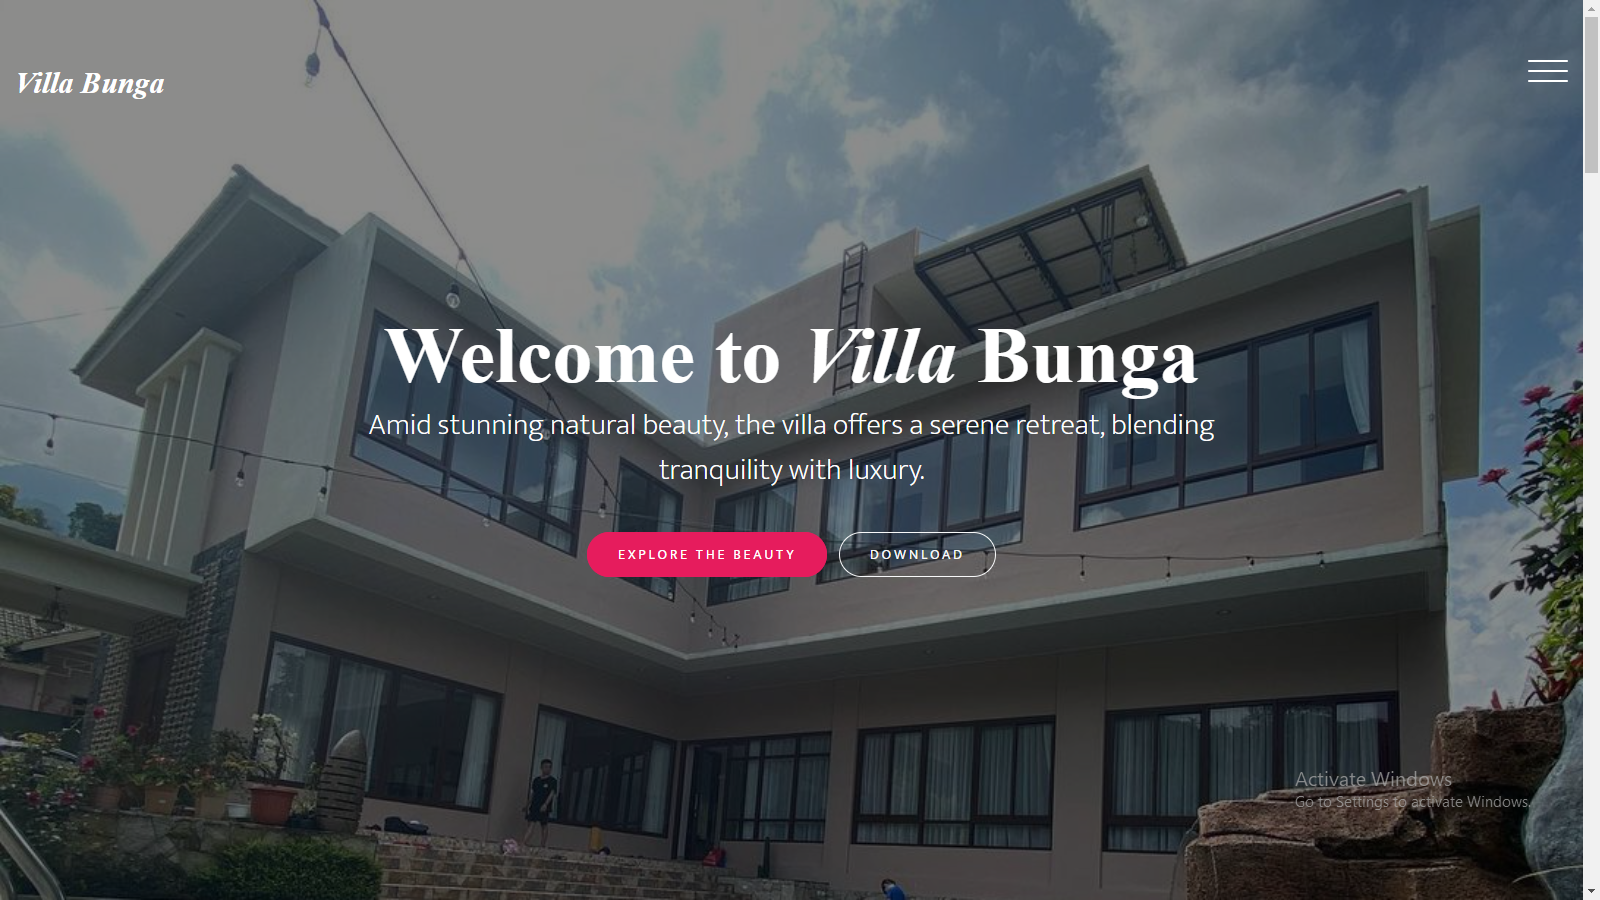 Villa Bunga
Welcome to Villa Bunga
Amid stunning natural beauty, the villa offers a serene retreat, blending
tranquility with luxury.
EXPLORE THE BEAUTY
DOWNLOAD
Activate Windows
Go to Settings to activate Windows.